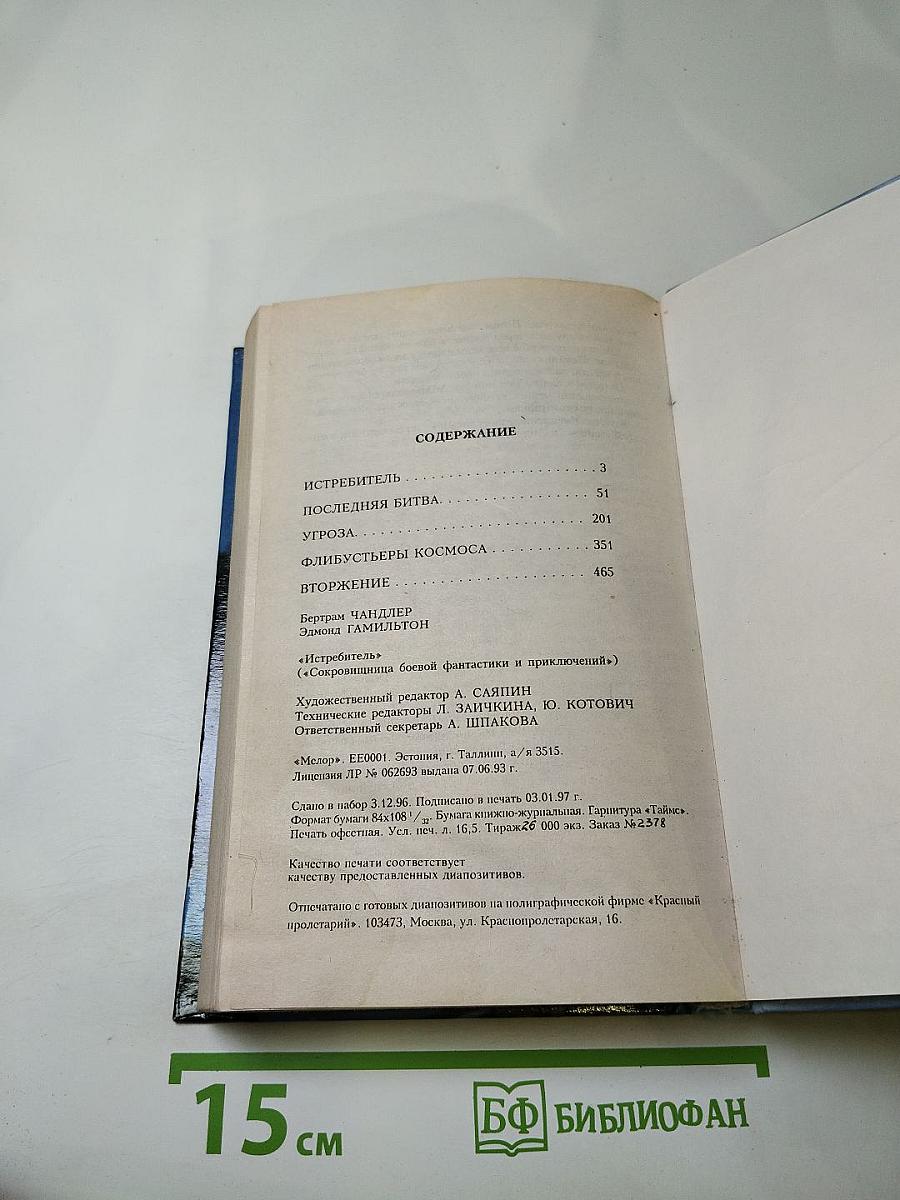 СОДЕРЖАНИЕ
ИСТРЕБИТЕЛЬ . . . . . . . . . . . . . . . . . . . . . . 3
ПОСЛЕДНЯЯ БИТВА. . . . . . . . . . . . . . . . . 51
УГРОЗА. . . . . . . . . . . . . . . . . . . . . . . . . . 201
ФЛИБУСТЬЕРЫ КОСМОСА . . . . . . . . . . . 351
ВТОРЖЕНИЕ . . . . . . . . . . . . . . . . . . . . . . 465
Бертрам ЧАНДЛЕР
Эдмонд ГАМИЛЬТОН
«Истребитель»
(«Сокровищница боевой фантастики и приключений»)
Художественный редактор А. САЯПИН
Технические редакторы Л. ЗАИЧКИНА, Ю. КОТОВИЧ
Ответственный секретарь А. ШПАКОВА
«Мелор». ЕЕ0001. Эстония, г. Таллинн, а/я 3515.
Лицензия ЛР № 062693 выдана 07.06.93 г.
Сдано в набор 3.12.96. Подписано в печать 03.01.97 г.
Формат бумаги 84х108 1/32. Бумага книжно-журнальная. Гарнитура «Таймс».
Печать офсетная. Усл. печ. л. 16,5. Тираж 26 000 экз. Заказ №2378
Качество печати соответствует
качеству предоставленных диапозитивов.
Отпечатано с готовых диапозитивов на полиграфической фирме «Красный
пролетарий». 103473, Москва, ул. Краснопролетарская, 16.
15 см
БФ БИБЛИОФАН